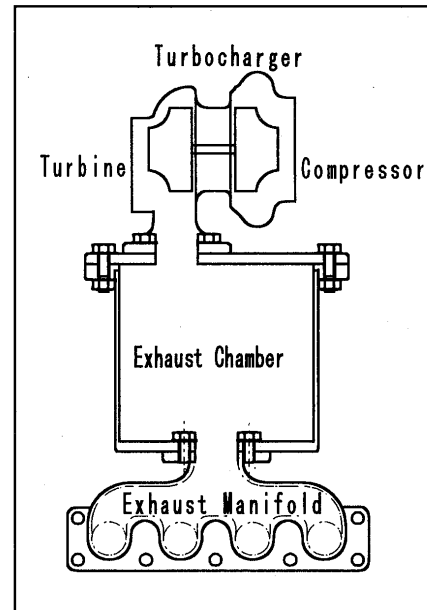 Turbocharger
Turbine
Compressor
Exhaust Chamber
Exhaust Manifold